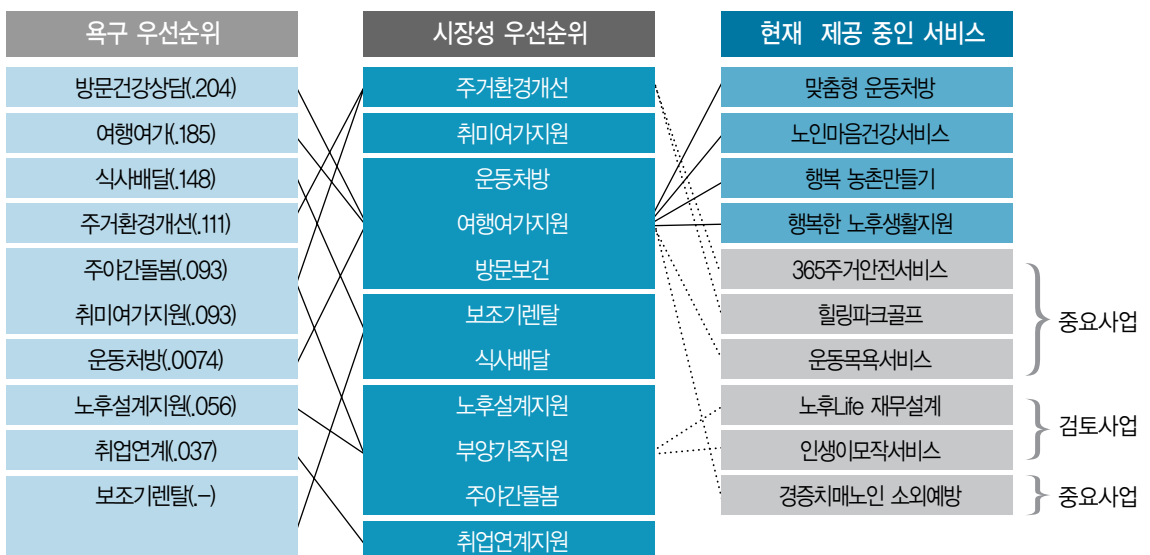 욕구 우선순위
방문건강상담(.204)
여행여가(.185)
식사배달(.148)
주거환경개선(.111)
주야간돌봄(.093)
취미여가지원(.093)
운동처방(.0074)
노후설계지원(.056)
취업연계(.037)
보조기렌탈(.–)
시장성 우선순위
주거환경개선
취미여가지원
운동처방
여행여가지원
방문보건
보조기렌탈
식사배달
노후설계지원
부양가족지원
주야간돌봄
취업연계지원
현재 제공 중인 서비스
맞춤형 운동처방
노인마음건강서비스
행복 농촌만들기
행복한 노후생활지원
365주거안전서비스
힐링파크골프
운동목욕서비스
노후Life 재무설계
인생이모작서비스
경증치매노인 소외예방
중요사업
검토사업
중요사업